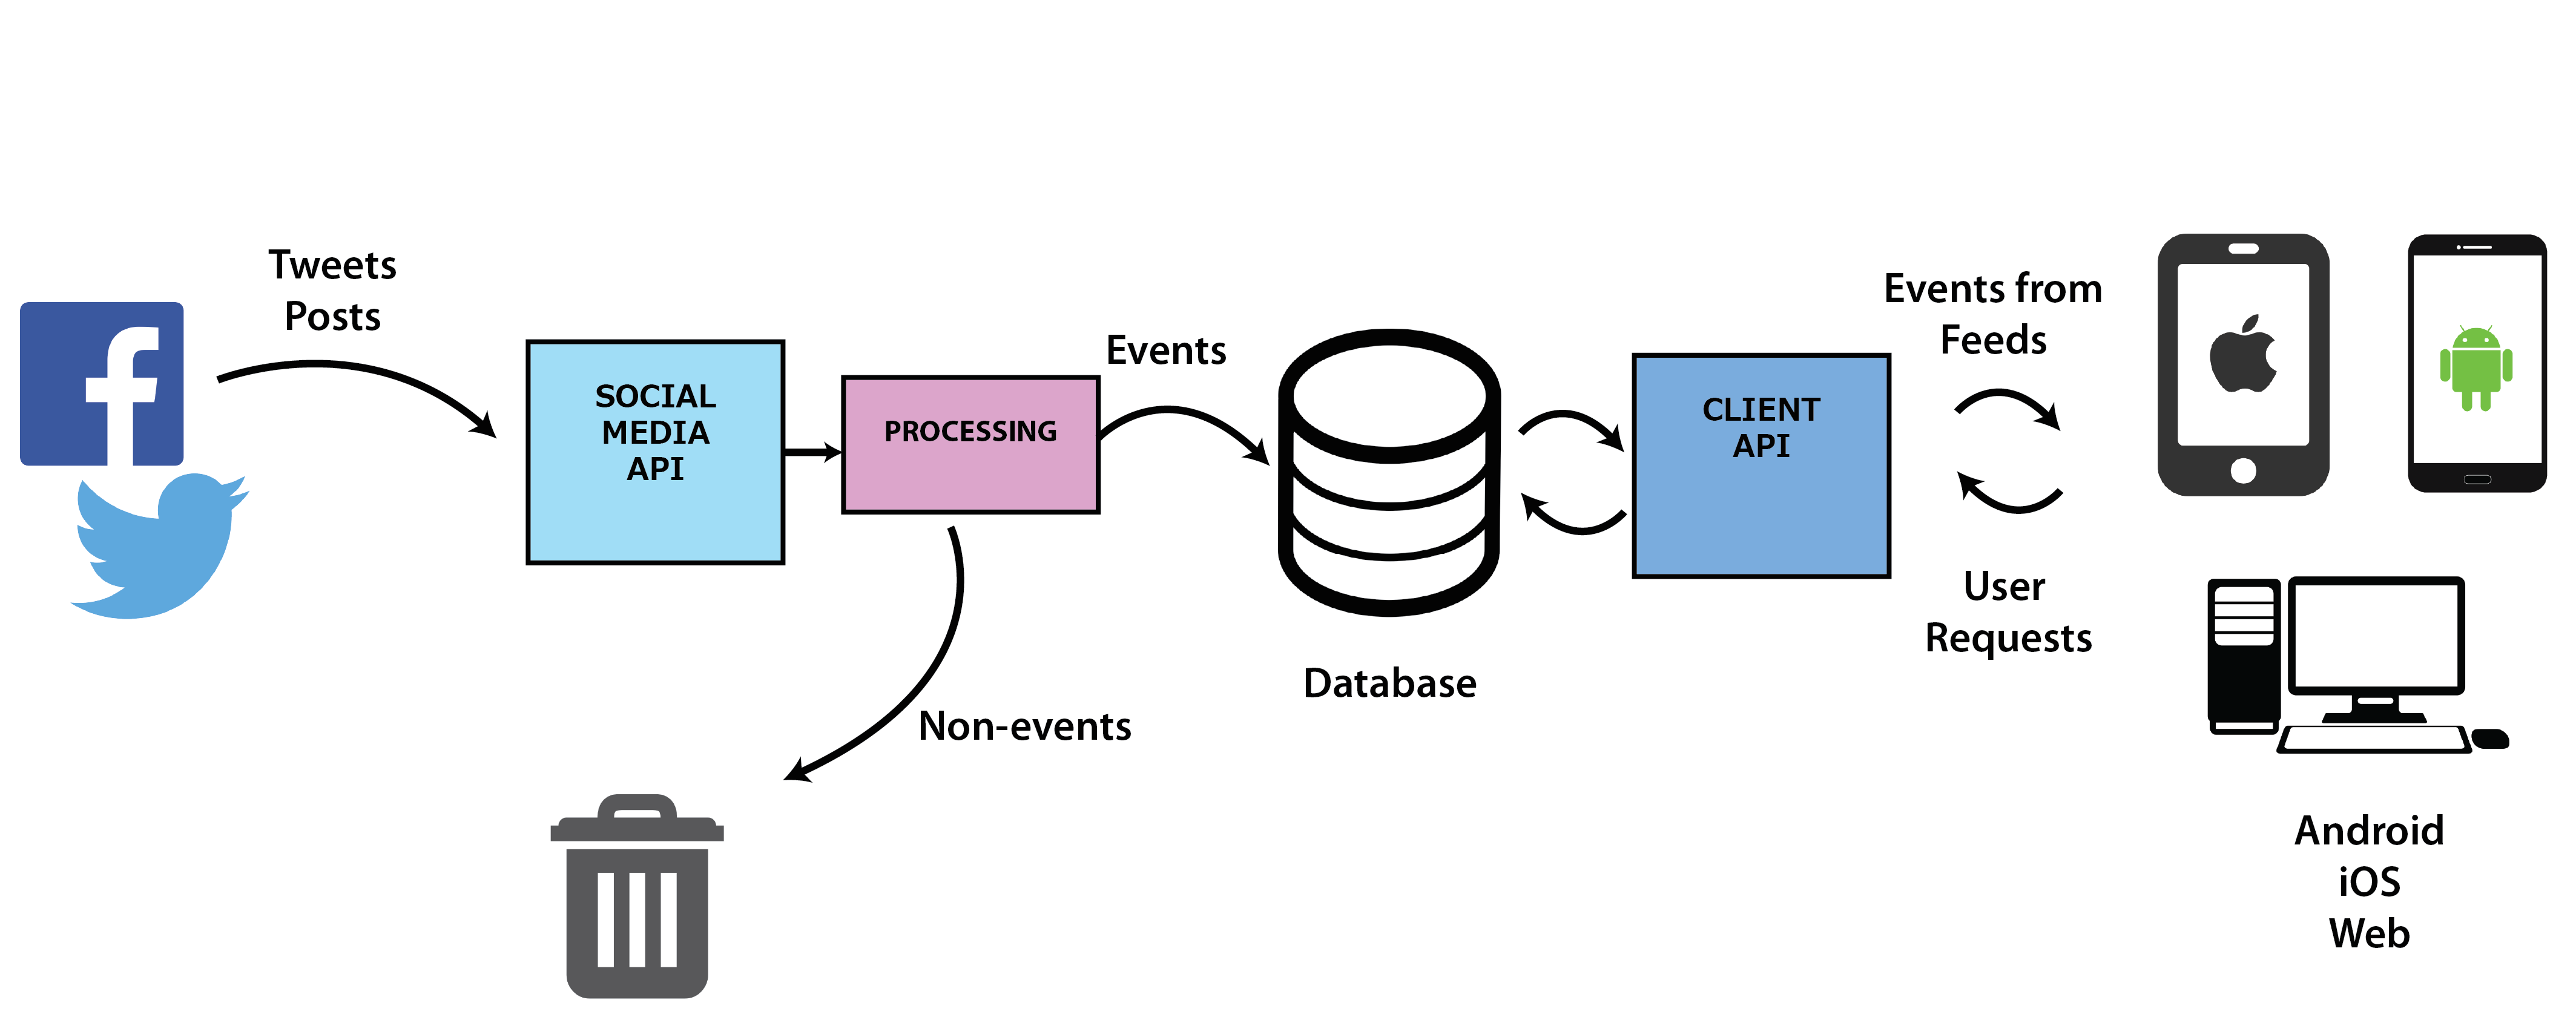 Tweets
Posts
SOCIAL
MEDIA
API
PROCESSING
Events
Non-events
Database
CLIENT
API
Events from
Feeds
User
Requests
Android
iOS
Web